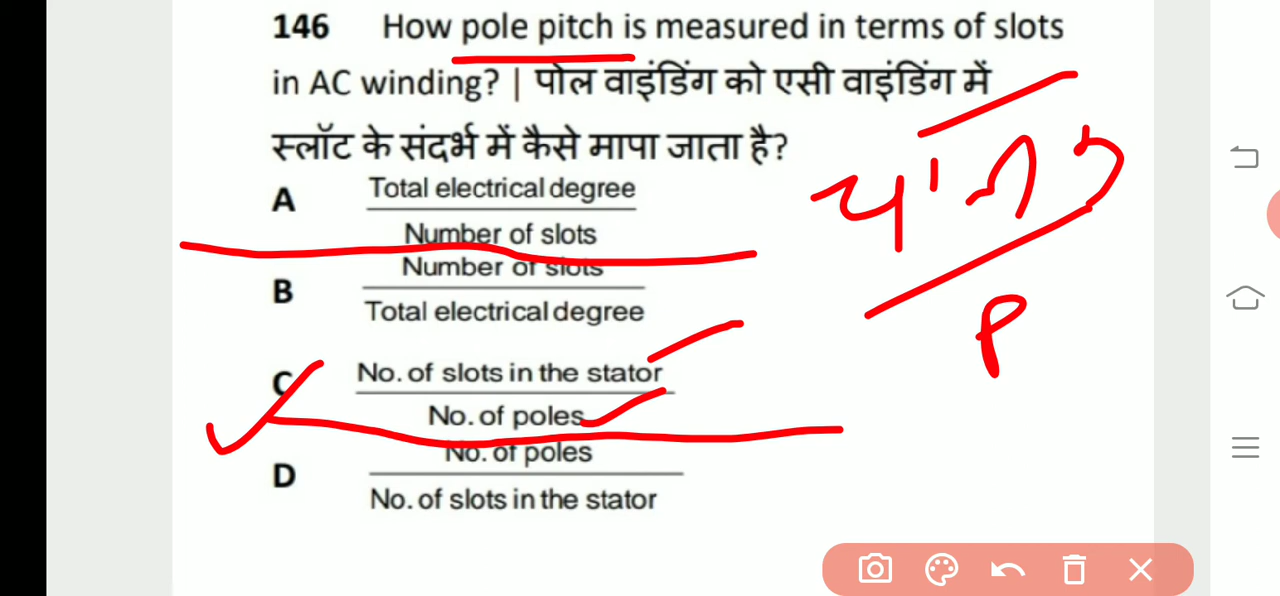 146 How pole pitch is measured in terms of slots
in AC winding? | पोल वाइंडिंग को एसी वाइंडिंग में
स्लॉट के संदर्भ में कैसे मापा जाता है?
A Total electrical degree
Number of slots
B Number of slots
Total electrical degree
C No. of slots in the stator
No. of poles
D No. of poles
No. of slots in the stator
P